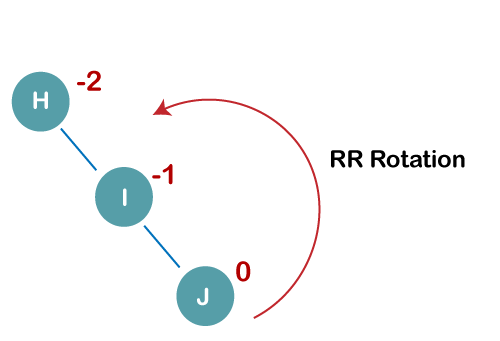 H -2
I -1
RR Rotation
J 0